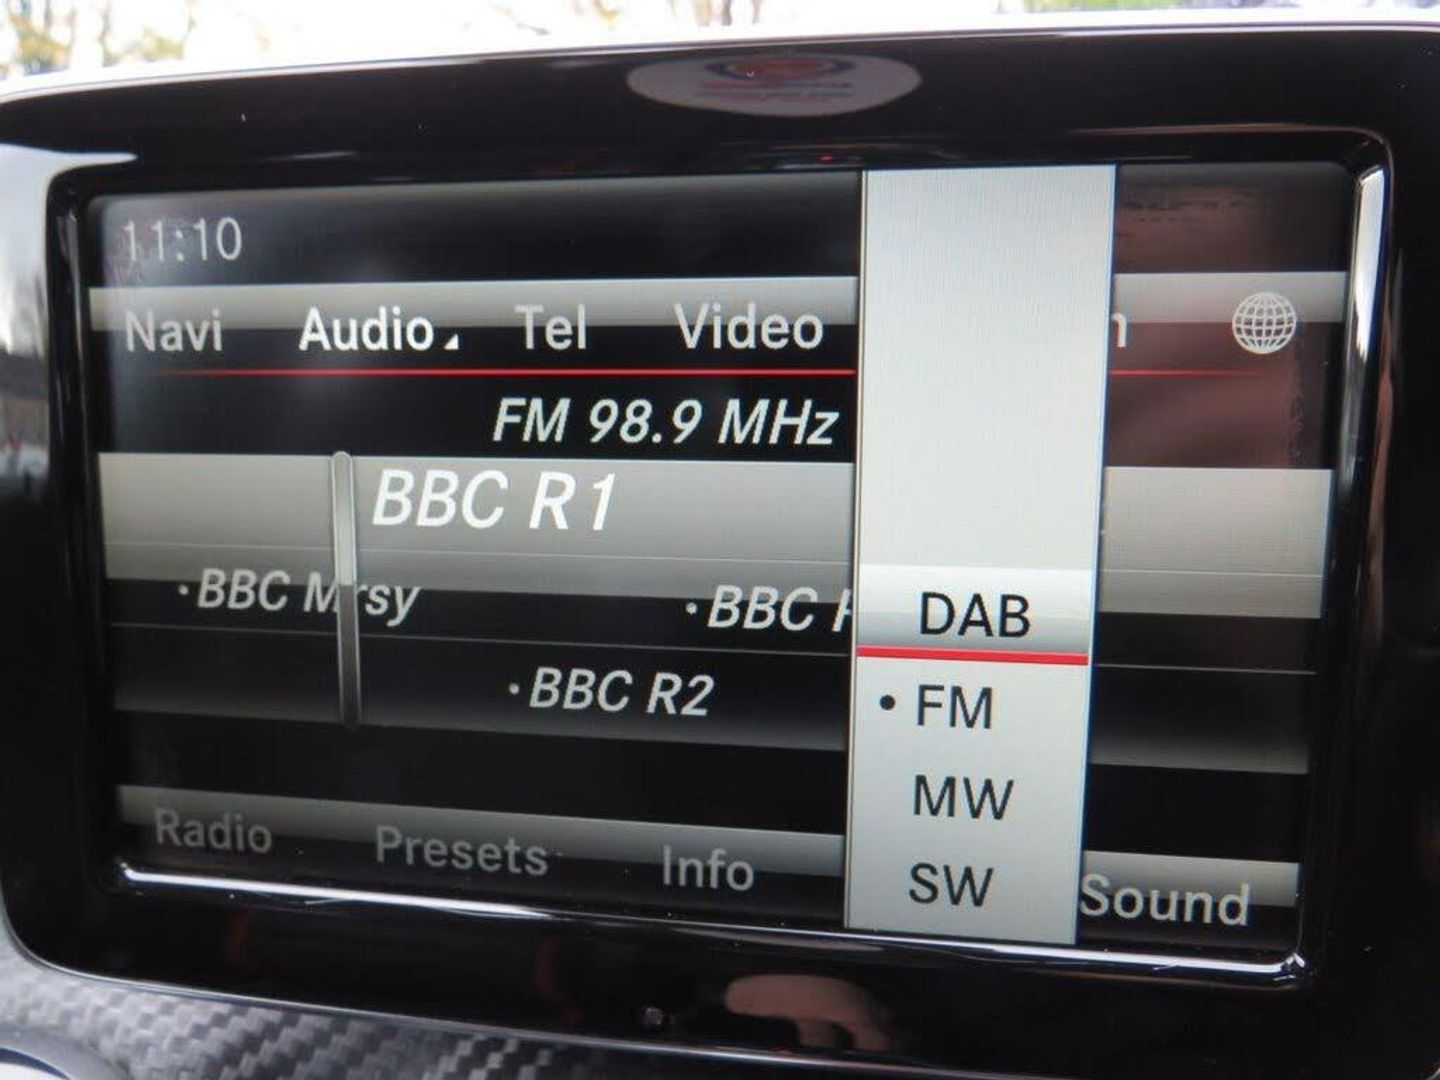 11:10
Navi Audio Tel Video
FM 98.9 MHz
BBC R1
·BBC M rsy ·BBC
·BBC R2
DAB
• FM
MW
SW
Radio Presets Info Sound